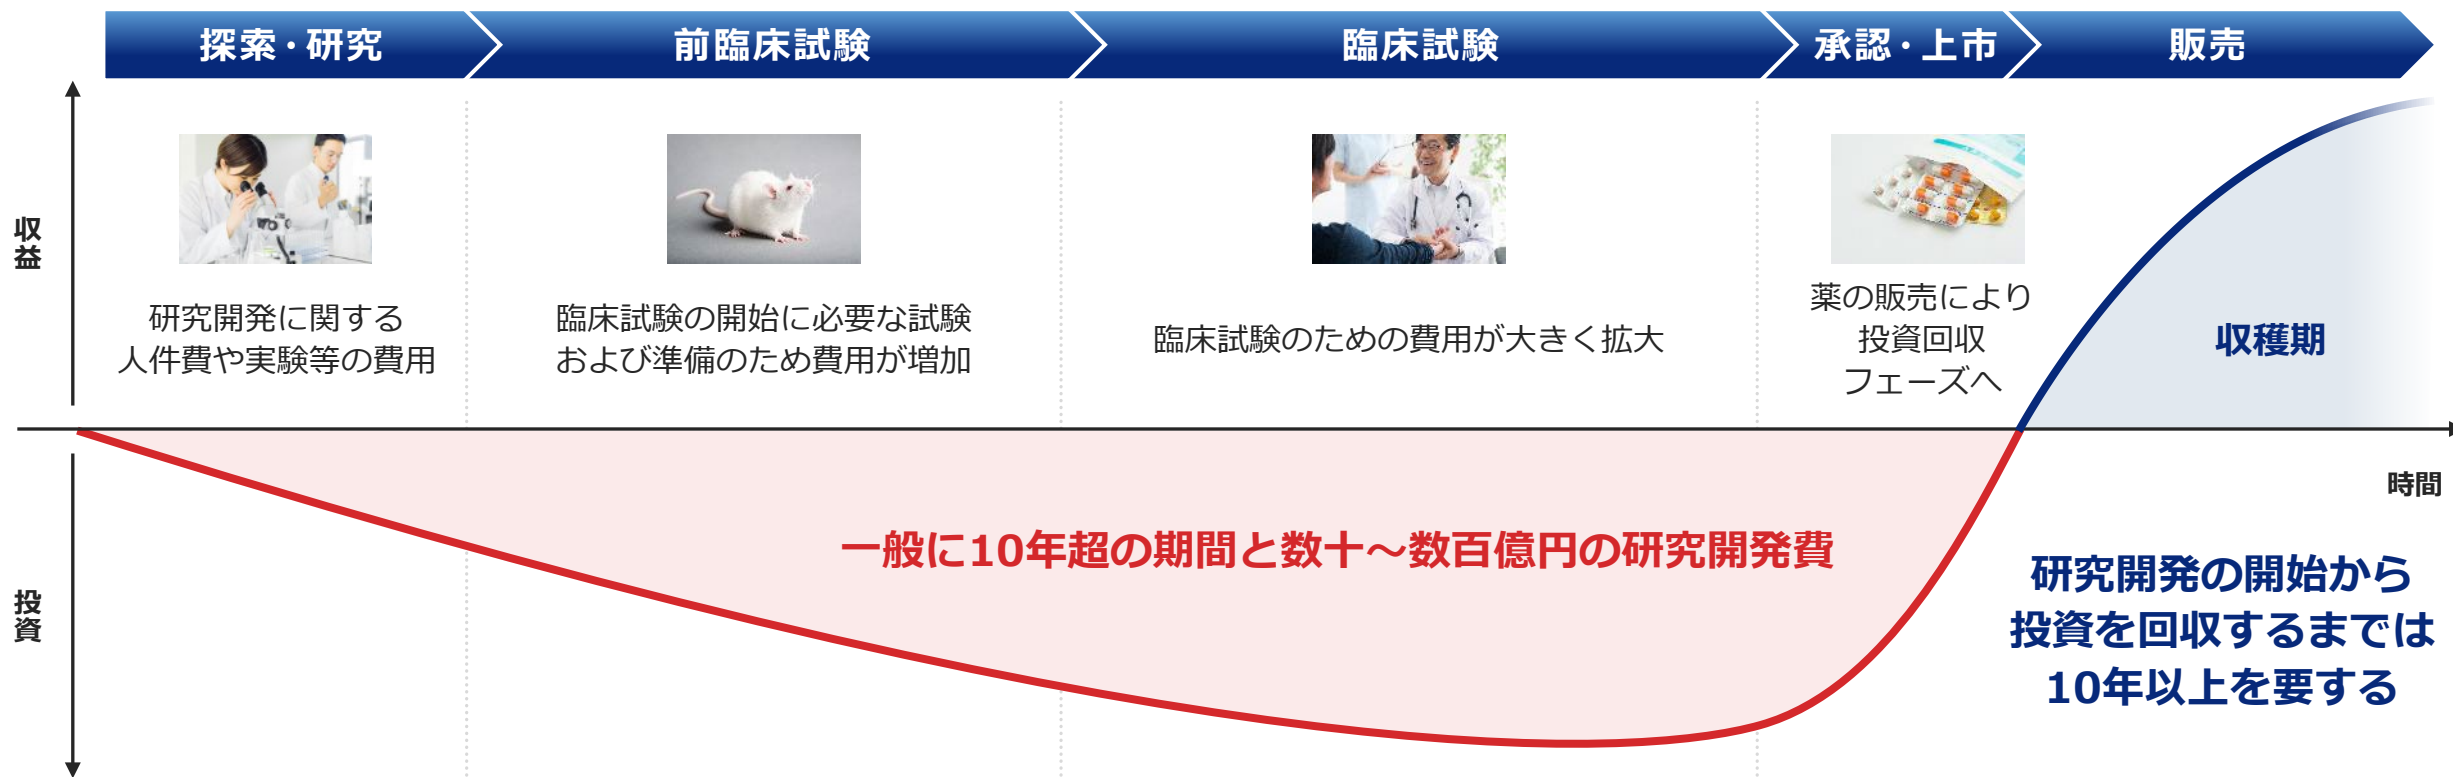 探索・研究
前臨床試験
臨床試験
承認・上市
販売
収益
研究開発に関する
人件費や実験等の費用
臨床試験の開始に必要な試験
および準備のため費用が増加
臨床試験のための費用が大きく拡大
薬の販売により
投資回収
フェーズへ
収穫期
時間
投資
一般に10年超の期間と数十～数百億円の研究開発費
研究開発の開始から
投資を回収するまでは
10年以上を要する